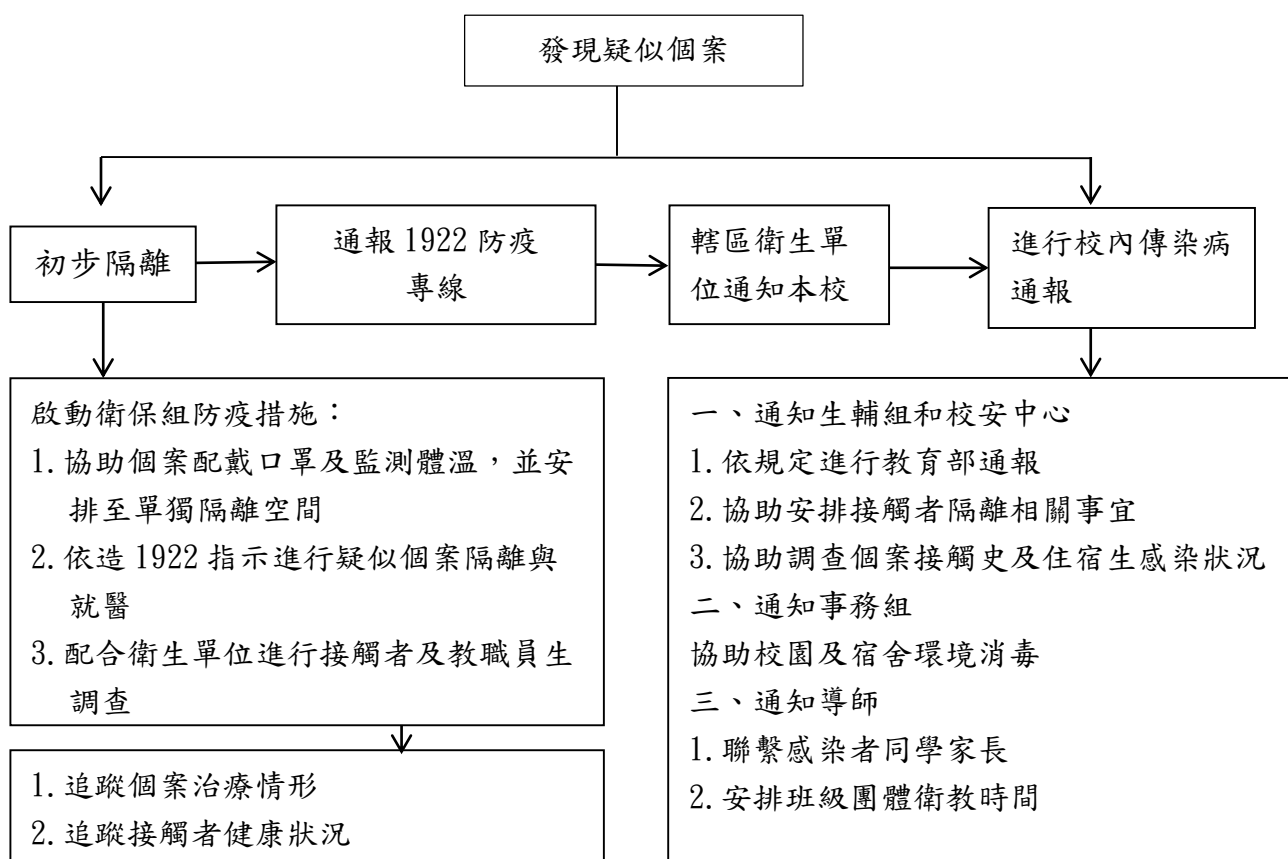 發現疑似個案
初步隔離
通報 1922 防疫
專線
轄區衛生單
位通知本校
進行校內傳染病
通報
啟動衛保組防疫措施：
1.協助個案配戴口罩及監測體溫，並安
排至單獨隔離空間
2.依造 1922 指示進行疑似個案隔離與
就醫
3.配合衛生單位進行接觸者及教職員生
調查
1.追蹤個案治療情形
2.追蹤接觸者健康狀況
一、通知生輔組和校安中心
1.依規定進行教育部通報
2.協助安排接觸者隔離相關事宜
3.協助調查個案接觸史及住宿生感染狀況
二、通知事務組
協助校園及宿舍環境消毒
三、通知導師
1.聯繫感染者同學家長
2.安排班級團體衛教時間